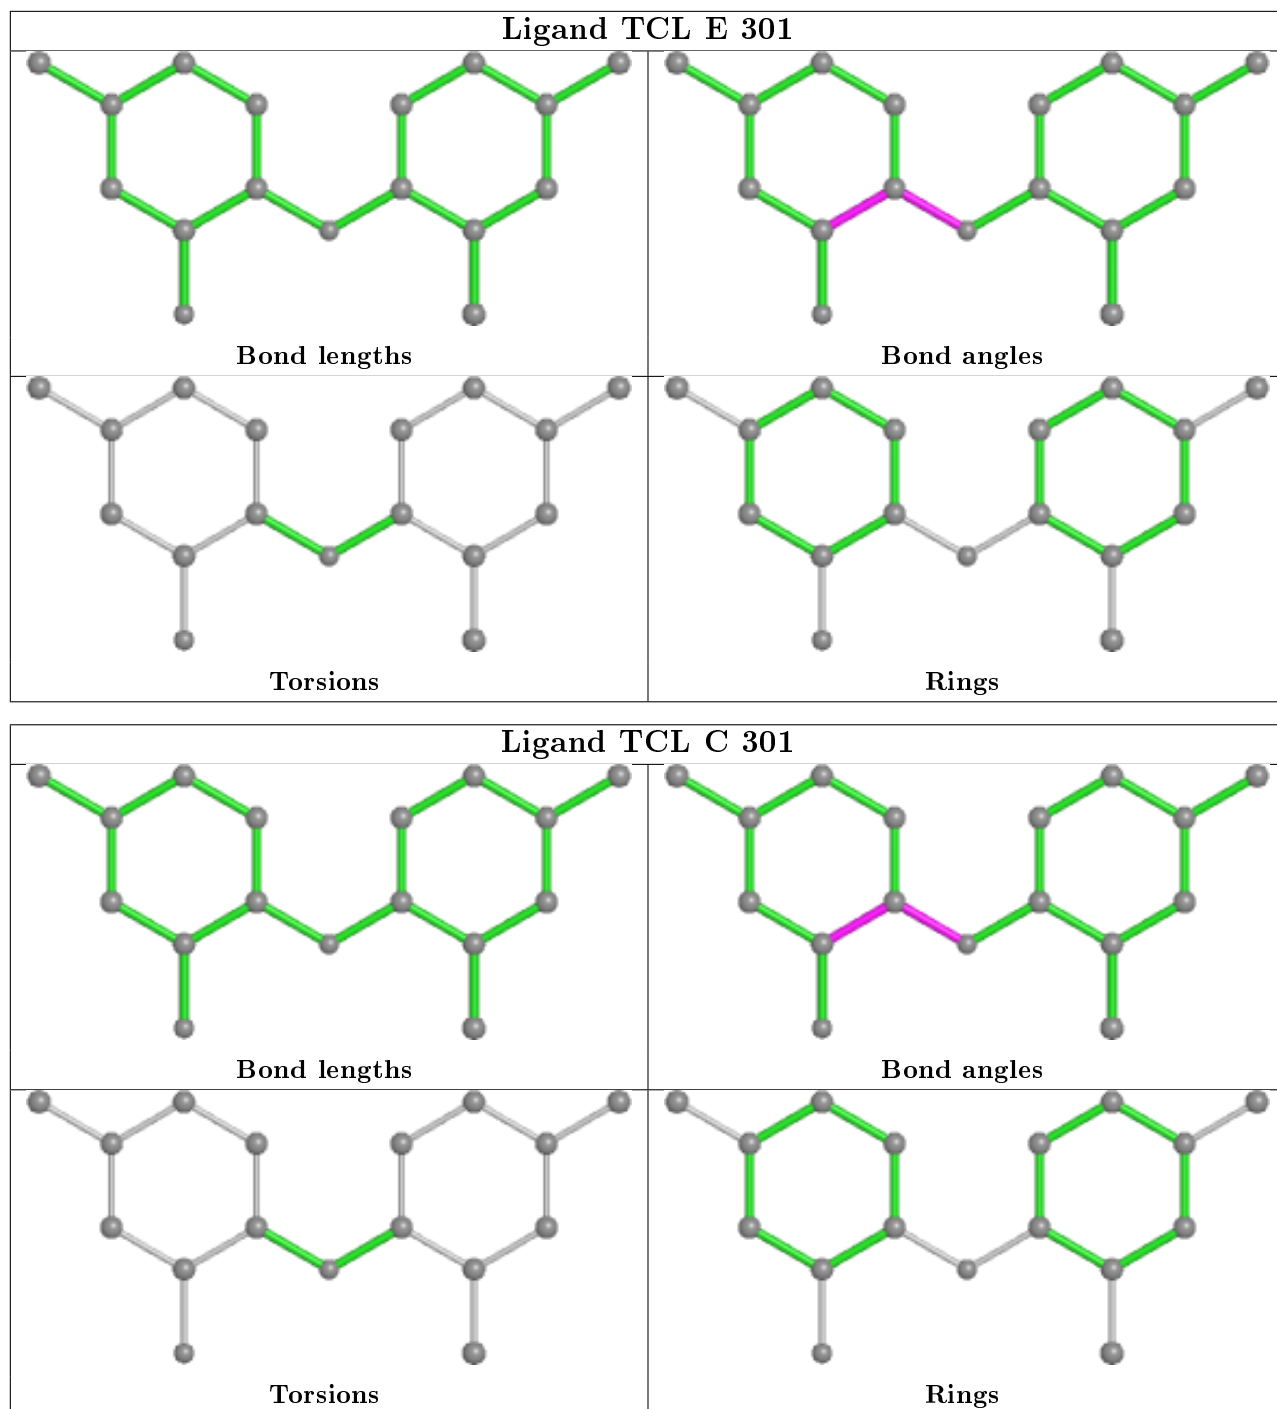 Ligand TCL E 301
Bond lengths
Bond angles
Torsions
Rings
Ligand TCL C 301
Bond lengths
Bond angles
Torsions
Rings